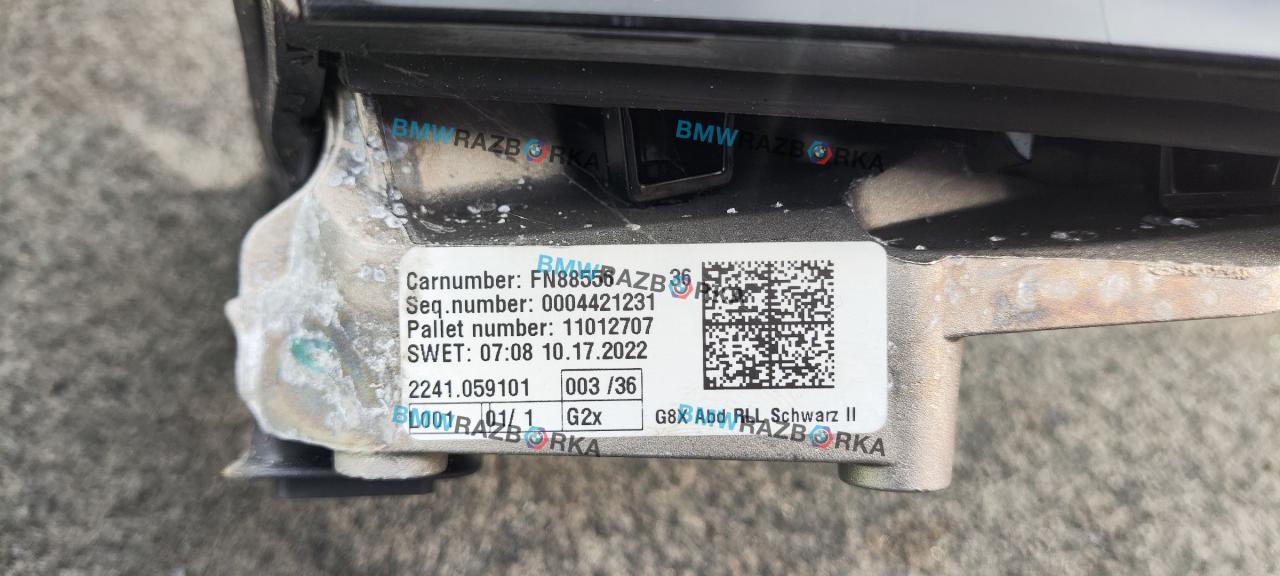 BMWRAZBORKA
BMWRAZBORKA
BMWRAZBORKA
Carnumber: FN88556 36
Seq.number: 0004421231
Pallet number: 11012707
SWET: 07:08 10.17.2022
2241.059101 003 /36
L001 01/ 1 G2x G8X Abd RLL Schwarz II
BMWRAZBORKA
BMWRAZBORKA